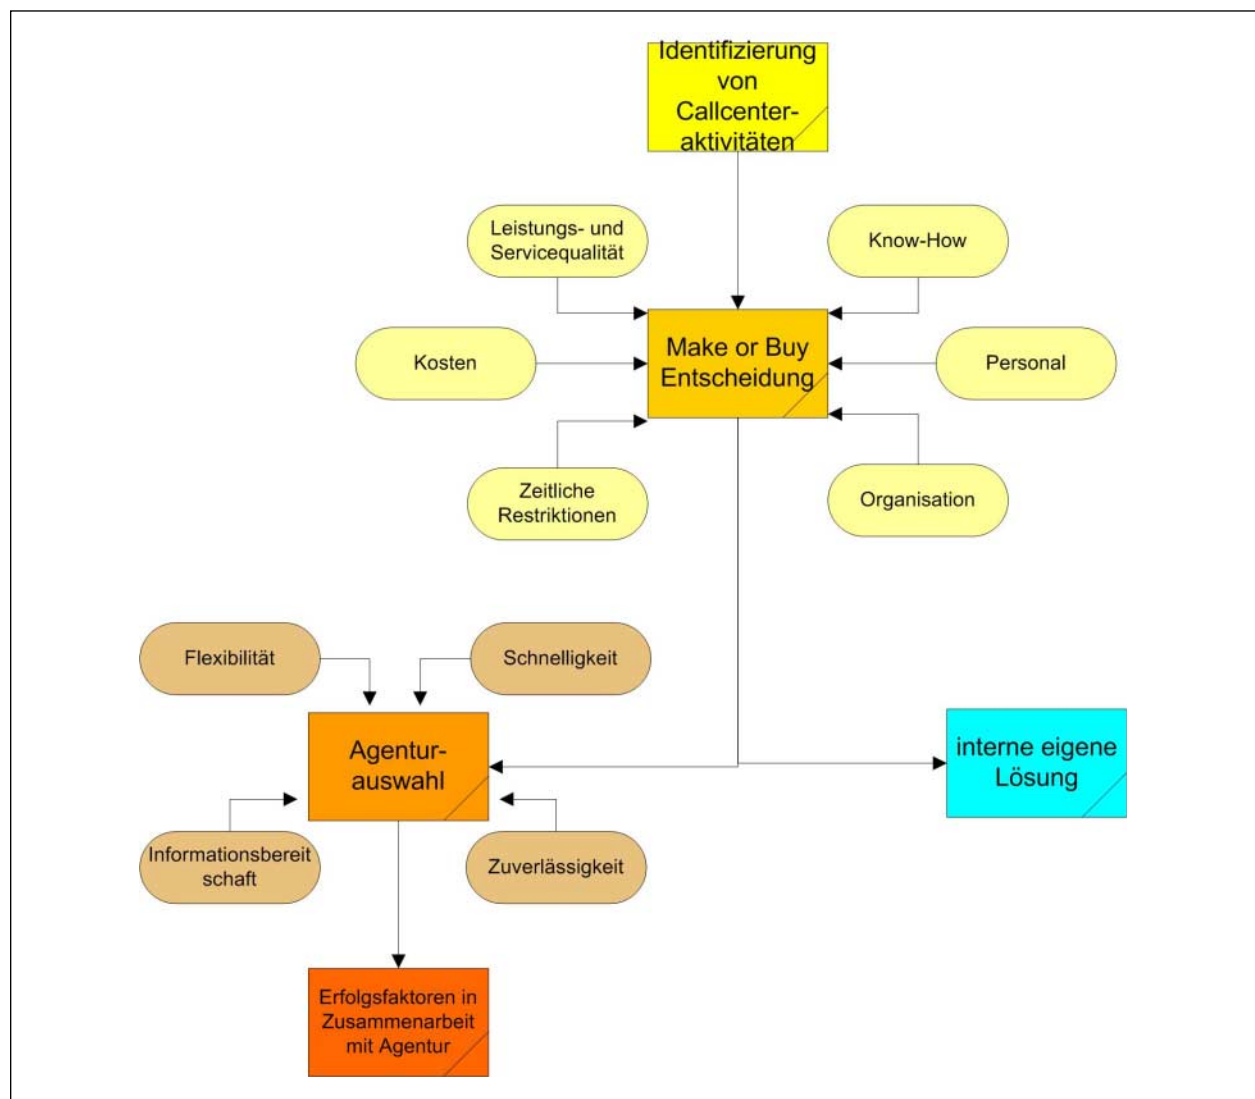 Identifizierung
von
Callcenter-
aktivitäten
Leistungs- und
Servicequalität
Know-How
Kosten
Make or Buy
Entscheidung
Personal
Zeitliche
Restriktionen
Organisation
Flexibilität
Schnelligkeit
Agentur-
auswahl
interne eigene
Lösung
Informationsbereit
schaft
Zuverlässigkeit
Erfolgsfaktoren in
Zusammenarbeit
mit Agentur